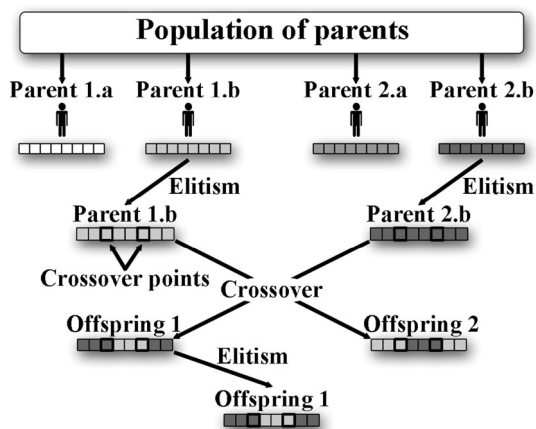 Population of parents
Parent 1.a Parent 1.b Parent 2.a Parent 2.b
Elitism Elitism
Parent 1.b Parent 2.b
Crossover points
Crossover
Offspring 1 Offspring 2
Elitism
Offspring 1